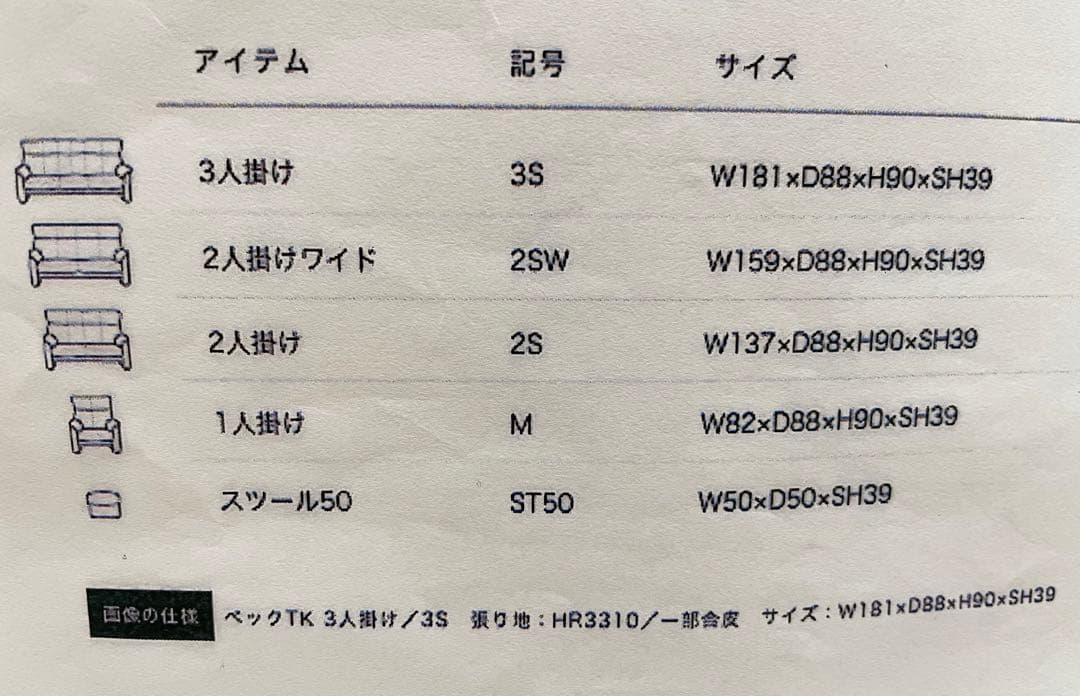 アイテム 記号 サイズ
3人掛け 3S W181×D88×H90×SH39
2人掛けワイド 2SW W159×D88×H90×SH39
2人掛け 2S W137×D88×H90×SH39
1人掛け M W82×D88×H90×SH39
スツール50 ST50 W50×D50×SH39
画像の仕様 ベックTK 3人掛け／3S 張り地：HR3310／一部合皮 サイズ：W181×D88×H90×SH39